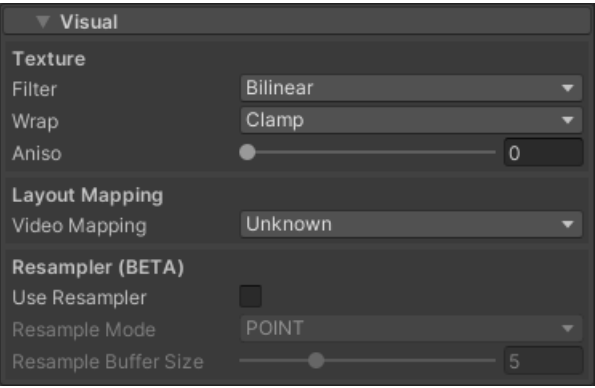 Visual
Texture
Filter Bilinear
Wrap Clamp
Aniso 0
Layout Mapping
Video Mapping Unknown
Resampler (BETA)
Use Resampler
Resample Mode POINT
Resample Buffer Size 5